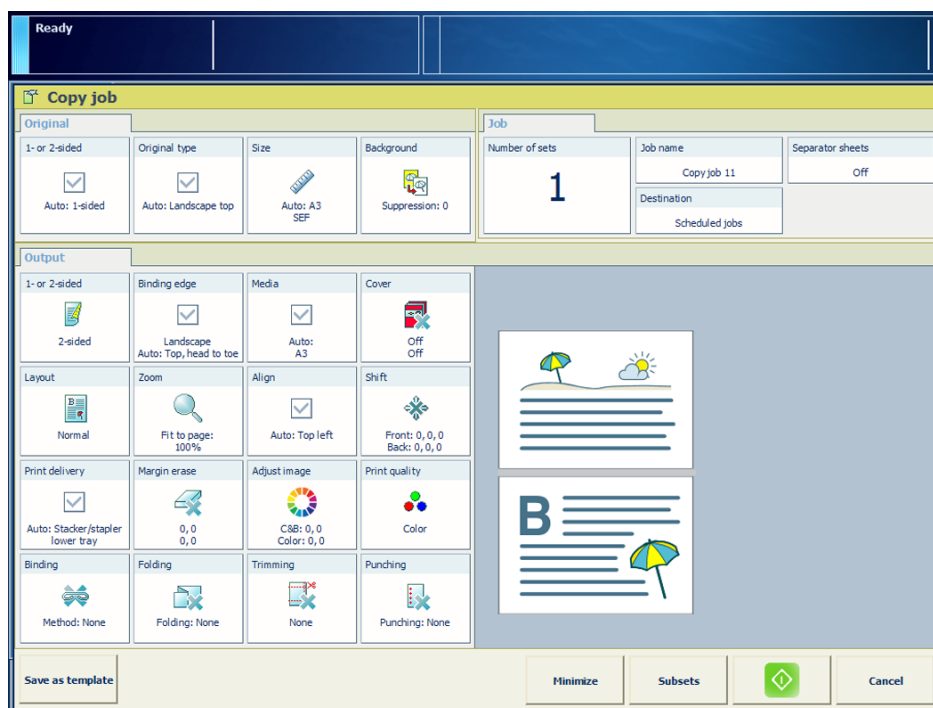 Ready
Copy job
Original
Job
1- or 2-sided
Original type
Size
Background
Number of sets
Job name
Separator sheets
Auto: 1-sided
Auto: Landscape top
Auto: A3
SEF
Suppression: 0
1
Copy job 11
Off
Destination
Scheduled jobs
Output
1- or 2-sided
Binding edge
Media
Cover
2-sided
Landscape
Auto: Top, head to toe
Auto:
A3
Off
Off
Layout
Zoom
Align
Shift
B
Normal
Fit to page:
100%
Auto: Top left
Front: 0, 0, 0
Back: 0, 0, 0
Print delivery
Margin erase
Adjust image
Print quality
Auto: Stacker/stapler
lower tray
0, 0
0, 0
C&B: 0, 0
Color: 0, 0
Color
B
Binding
Folding
Trimming
Punching
Method: None
Folding: None
None
Punching: None
Save as template
Minimize
Subsets
Cancel